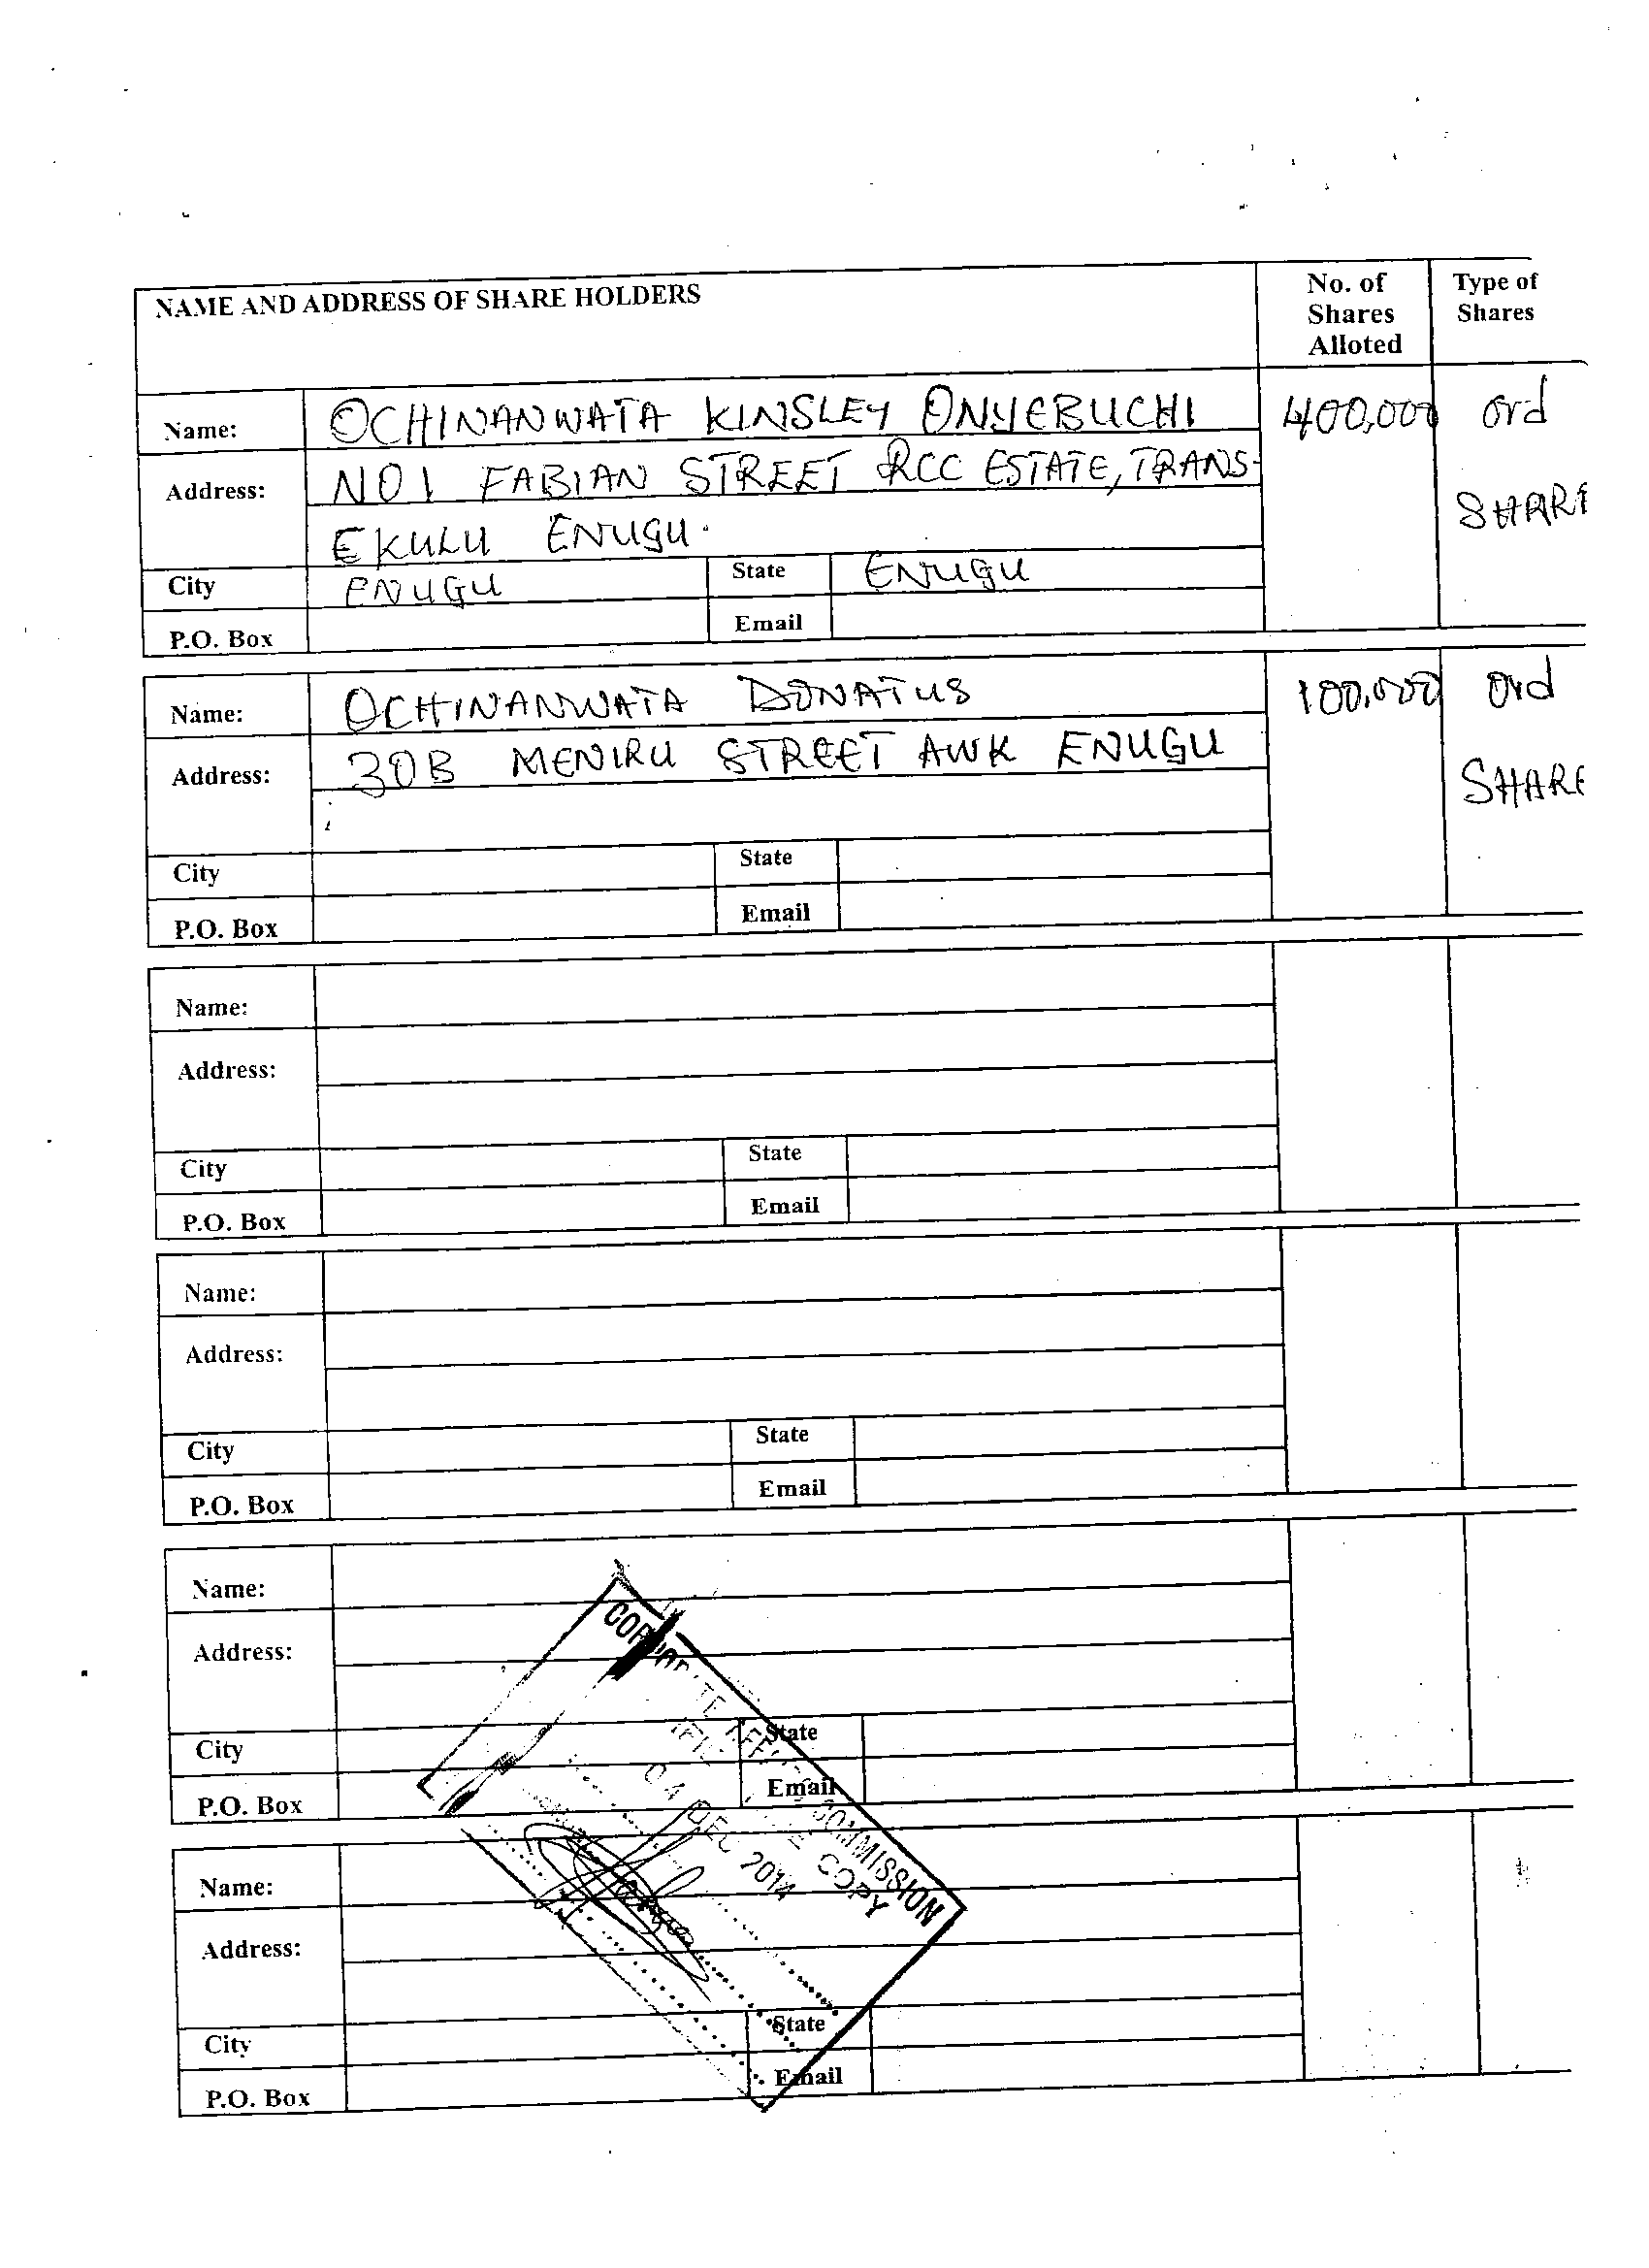 NAME AND ADDRESS OF SHARE HOLDERS
No. of Shares Alloted
Type of Shares
Name: OCHINANWATA KINSLEY ONYEBUCHI 400,000 Ord
Address: NO1 FABIAN STREET RCC ESTATE, TRANS-
EKULU ENUGU. SHARE
City ENUGU State ENUGU
P.O. Box Email
Name: OCHINANWATA DONATUS 100,000 Ord
Address: 30B MENIRU STREET AWK ENUGU
SHARE
City State
P.O. Box Email
Name:
Address:
City State
P.O. Box Email
Name:
Address:
City State
P.O. Box Email
Name:
Address:
City State
P.O. Box Email
CORPORATE AFFAIRS COMMISSION
COPY
04 DEC 2014
Name:
Address:
City State
P.O. Box Email